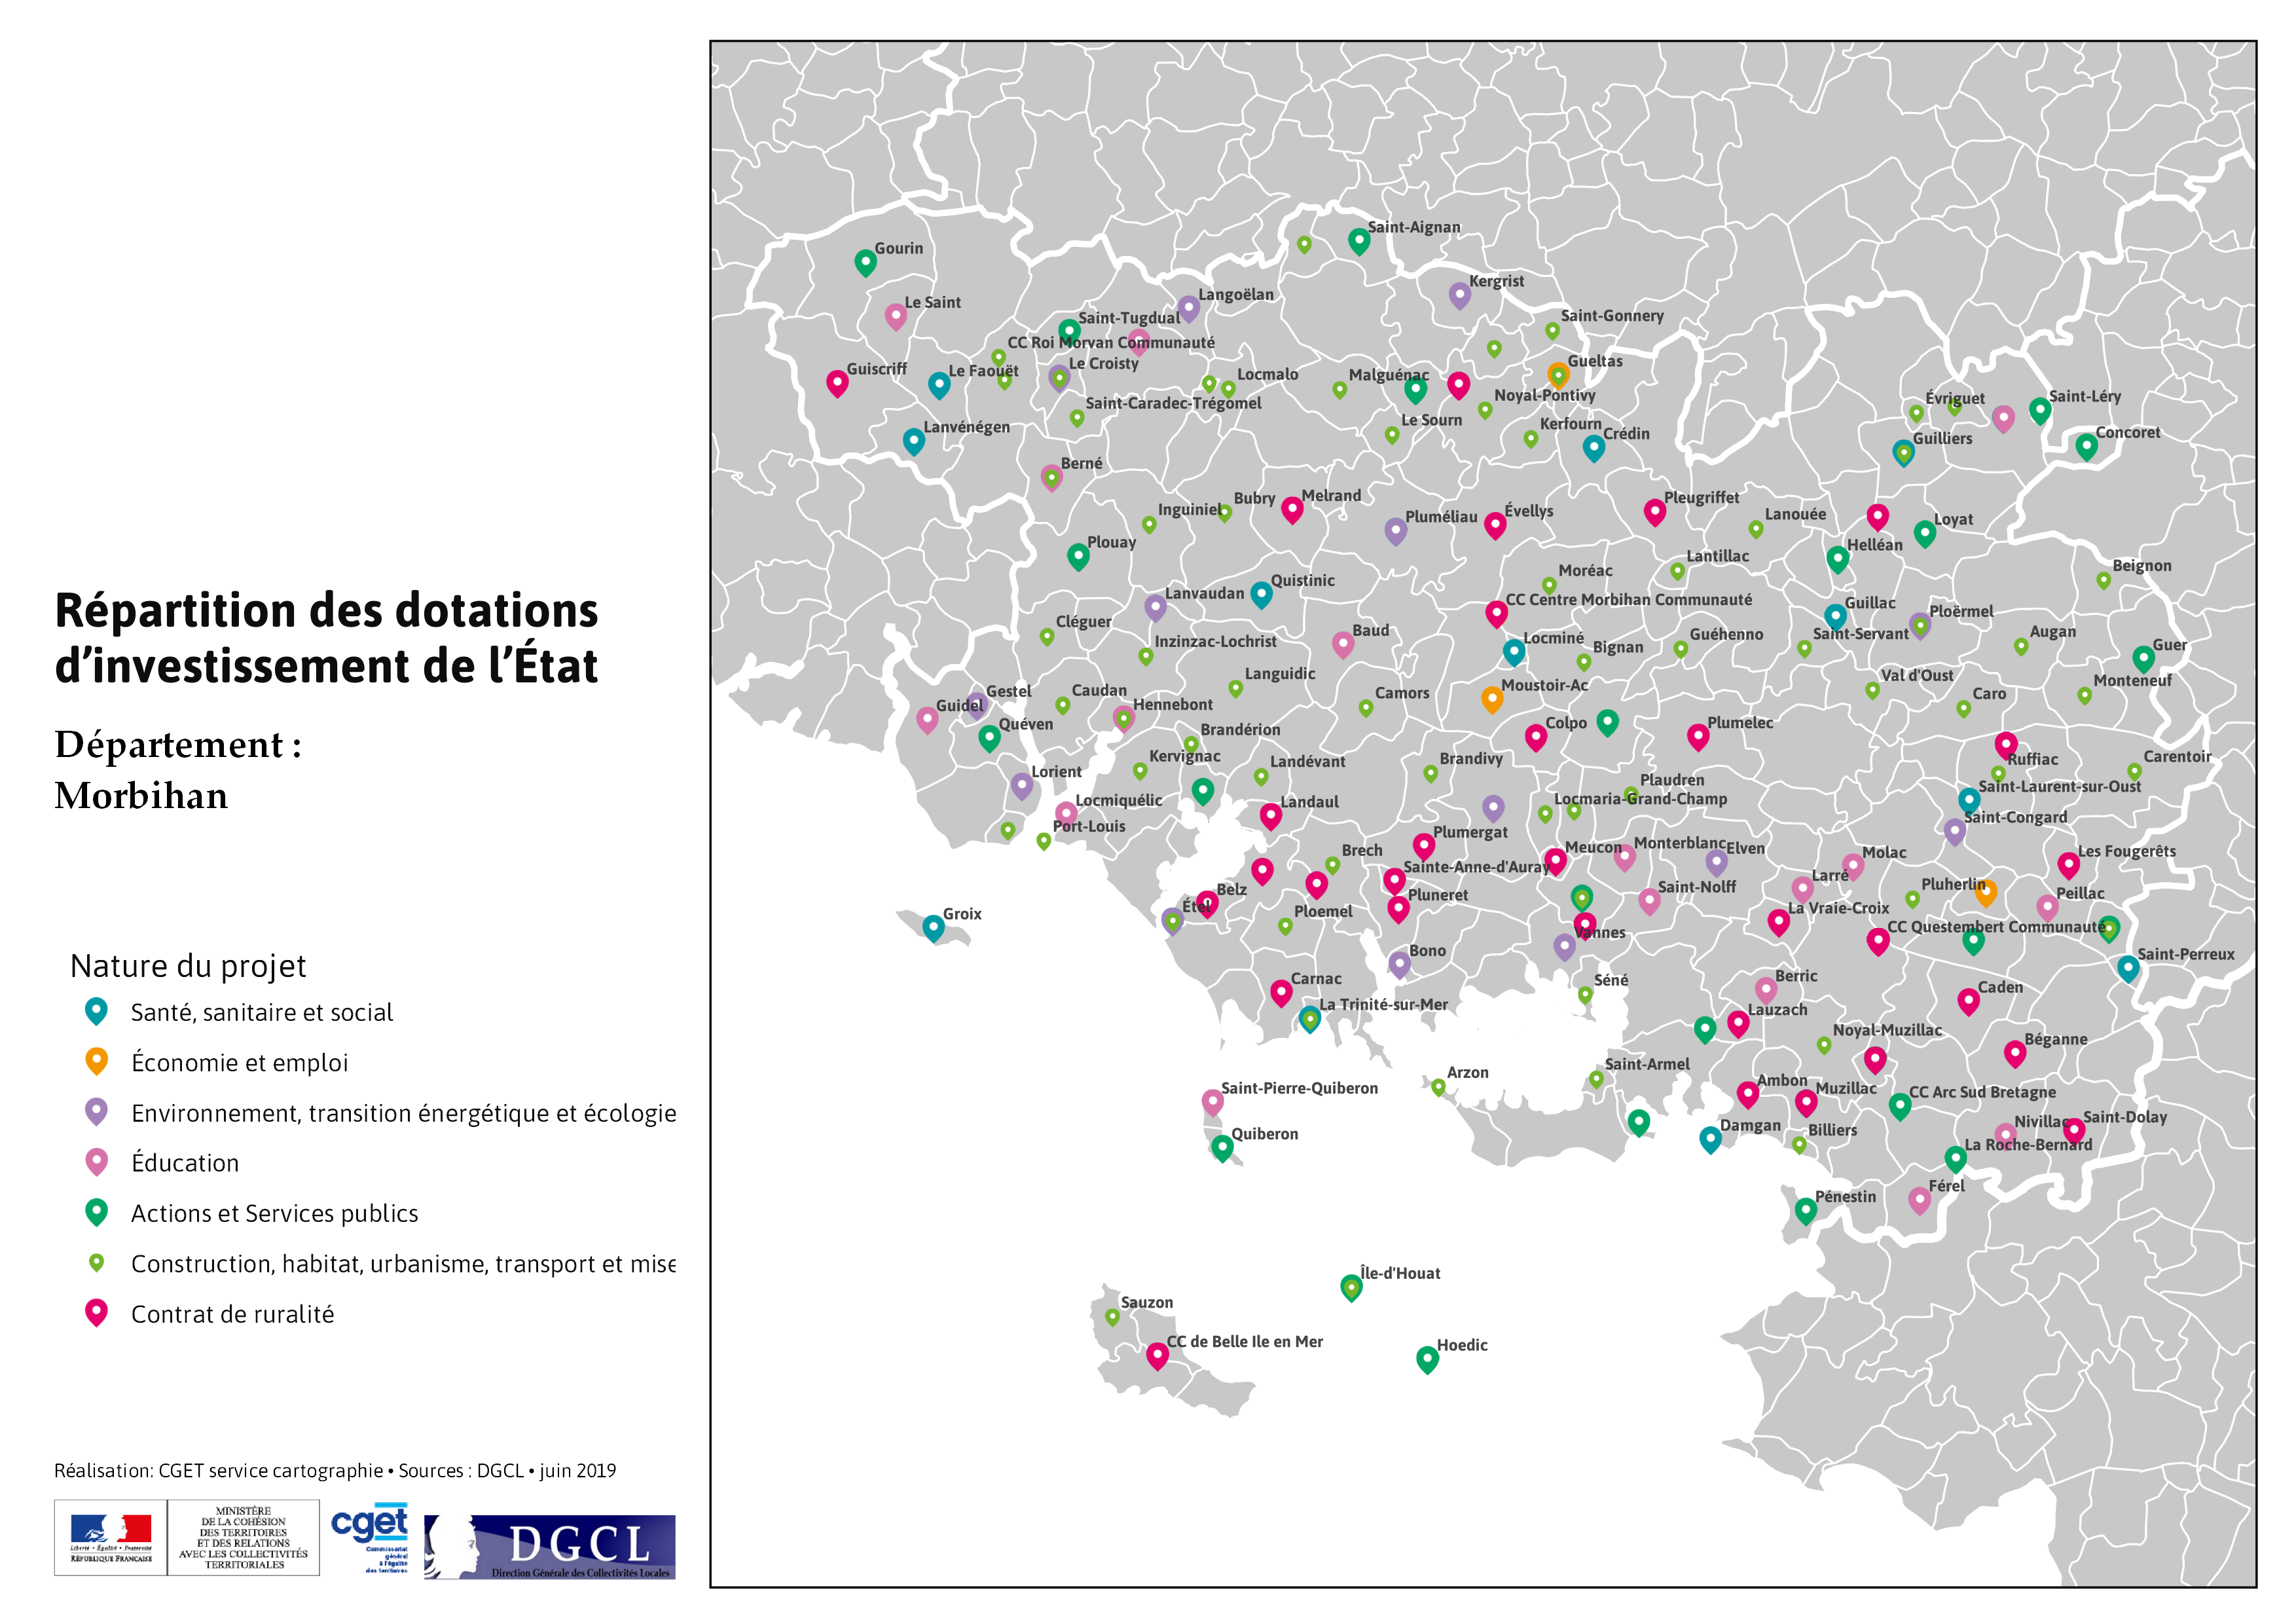 Répartition des dotations
d'investissement de l'État
Département :
Morbihan
Nature du projet
Santé, sanitaire et social
Économie et emploi
Environnement, transition énergétique et écologie
Éducation
Actions et Services publics
Construction, habitat, urbanisme, transport et mise
Contrat de ruralité
Réalisation: CGET service cartographie • Sources : DGCL • juin 2019
Liberté • Égalité • Fraternité
RÉPUBLIQUE FRANÇAISE
MINISTÈRE
DE LA COHÉSION
DES TERRITOIRES
ET DES RELATIONS
AVEC LES COLLECTIVITÉS
TERRITORIALES
cget
Commissariat
général
à l'égalité
des territoires
DGCL
Direction Générale des Collectivités Locales
Saint-Aignan
Gourin
Kergrist
Langoëlan
Le Saint
Saint-Gonnery
Saint-Tugdual
CC Roi Morvan Communauté
Gueltas
Le Croisty
Guiscriff
Le Faouët
Locmalo
Malguénac
Noyal-Pontivy
Saint-Caradec-Trégomel
Évriguet
Saint-Léry
Le Sourn
Kerfourn
Crédin
Lanvénégen
Guilliers
Concoret
Berné
Melrand
Bubry
Inguiniel
Pleugriffet
Évellys
Pluméliau
Lanouée
Loyat
Plouay
Helléan
Lantillac
Beignon
Moréac
Quistinic
Lanvaudan
CC Centre Morbihan Communauté
Guillac
Ploërmel
Cléguer
Baud
Inzinzac-Lochrist
Locminé
Bignan
Guéhenno
Saint-Servant
Augan
Guer
Languidic
Val d'Oust
Monteneuf
Moustoir-Ac
Camors
Caro
Gestel
Caudan
Guidel
Hennebont
Quéven
Colpo
Plumelec
Brandérion
Kervignac
Landévant
Brandivy
Ruffiac
Carentoir
Lorient
Plaudren
Saint-Laurent-sur-Oust
Locmiquélic
Landaul
Locmaria-Grand-Champ
Saint-Congard
Port-Louis
Plumergat
Brech
Meucon
Monterblanc
Elven
Molac
Les Fougerêts
Sainte-Anne-d'Auray
Larré
Saint-Nolff
Pluherlin
Peillac
Belz
Pluneret
Étel
Ploemel
La Vraie-Croix
Groix
Vannes
CC Questembert Communauté
Bono
Saint-Perreux
Carnac
Séné
Berric
Caden
La Trinité-sur-Mer
Lauzach
Noyal-Muzillac
Béganne
Arzon
Saint-Armel
Saint-Pierre-Quiberon
Ambon
Muzillac
CC Arc Sud Bretagne
Quiberon
Damgan
Billiers
Nivillac
Saint-Dolay
La Roche-Bernard
Férel
Pénestin
Île-d'Houat
Sauzon
CC de Belle Ile en Mer
Hoedic